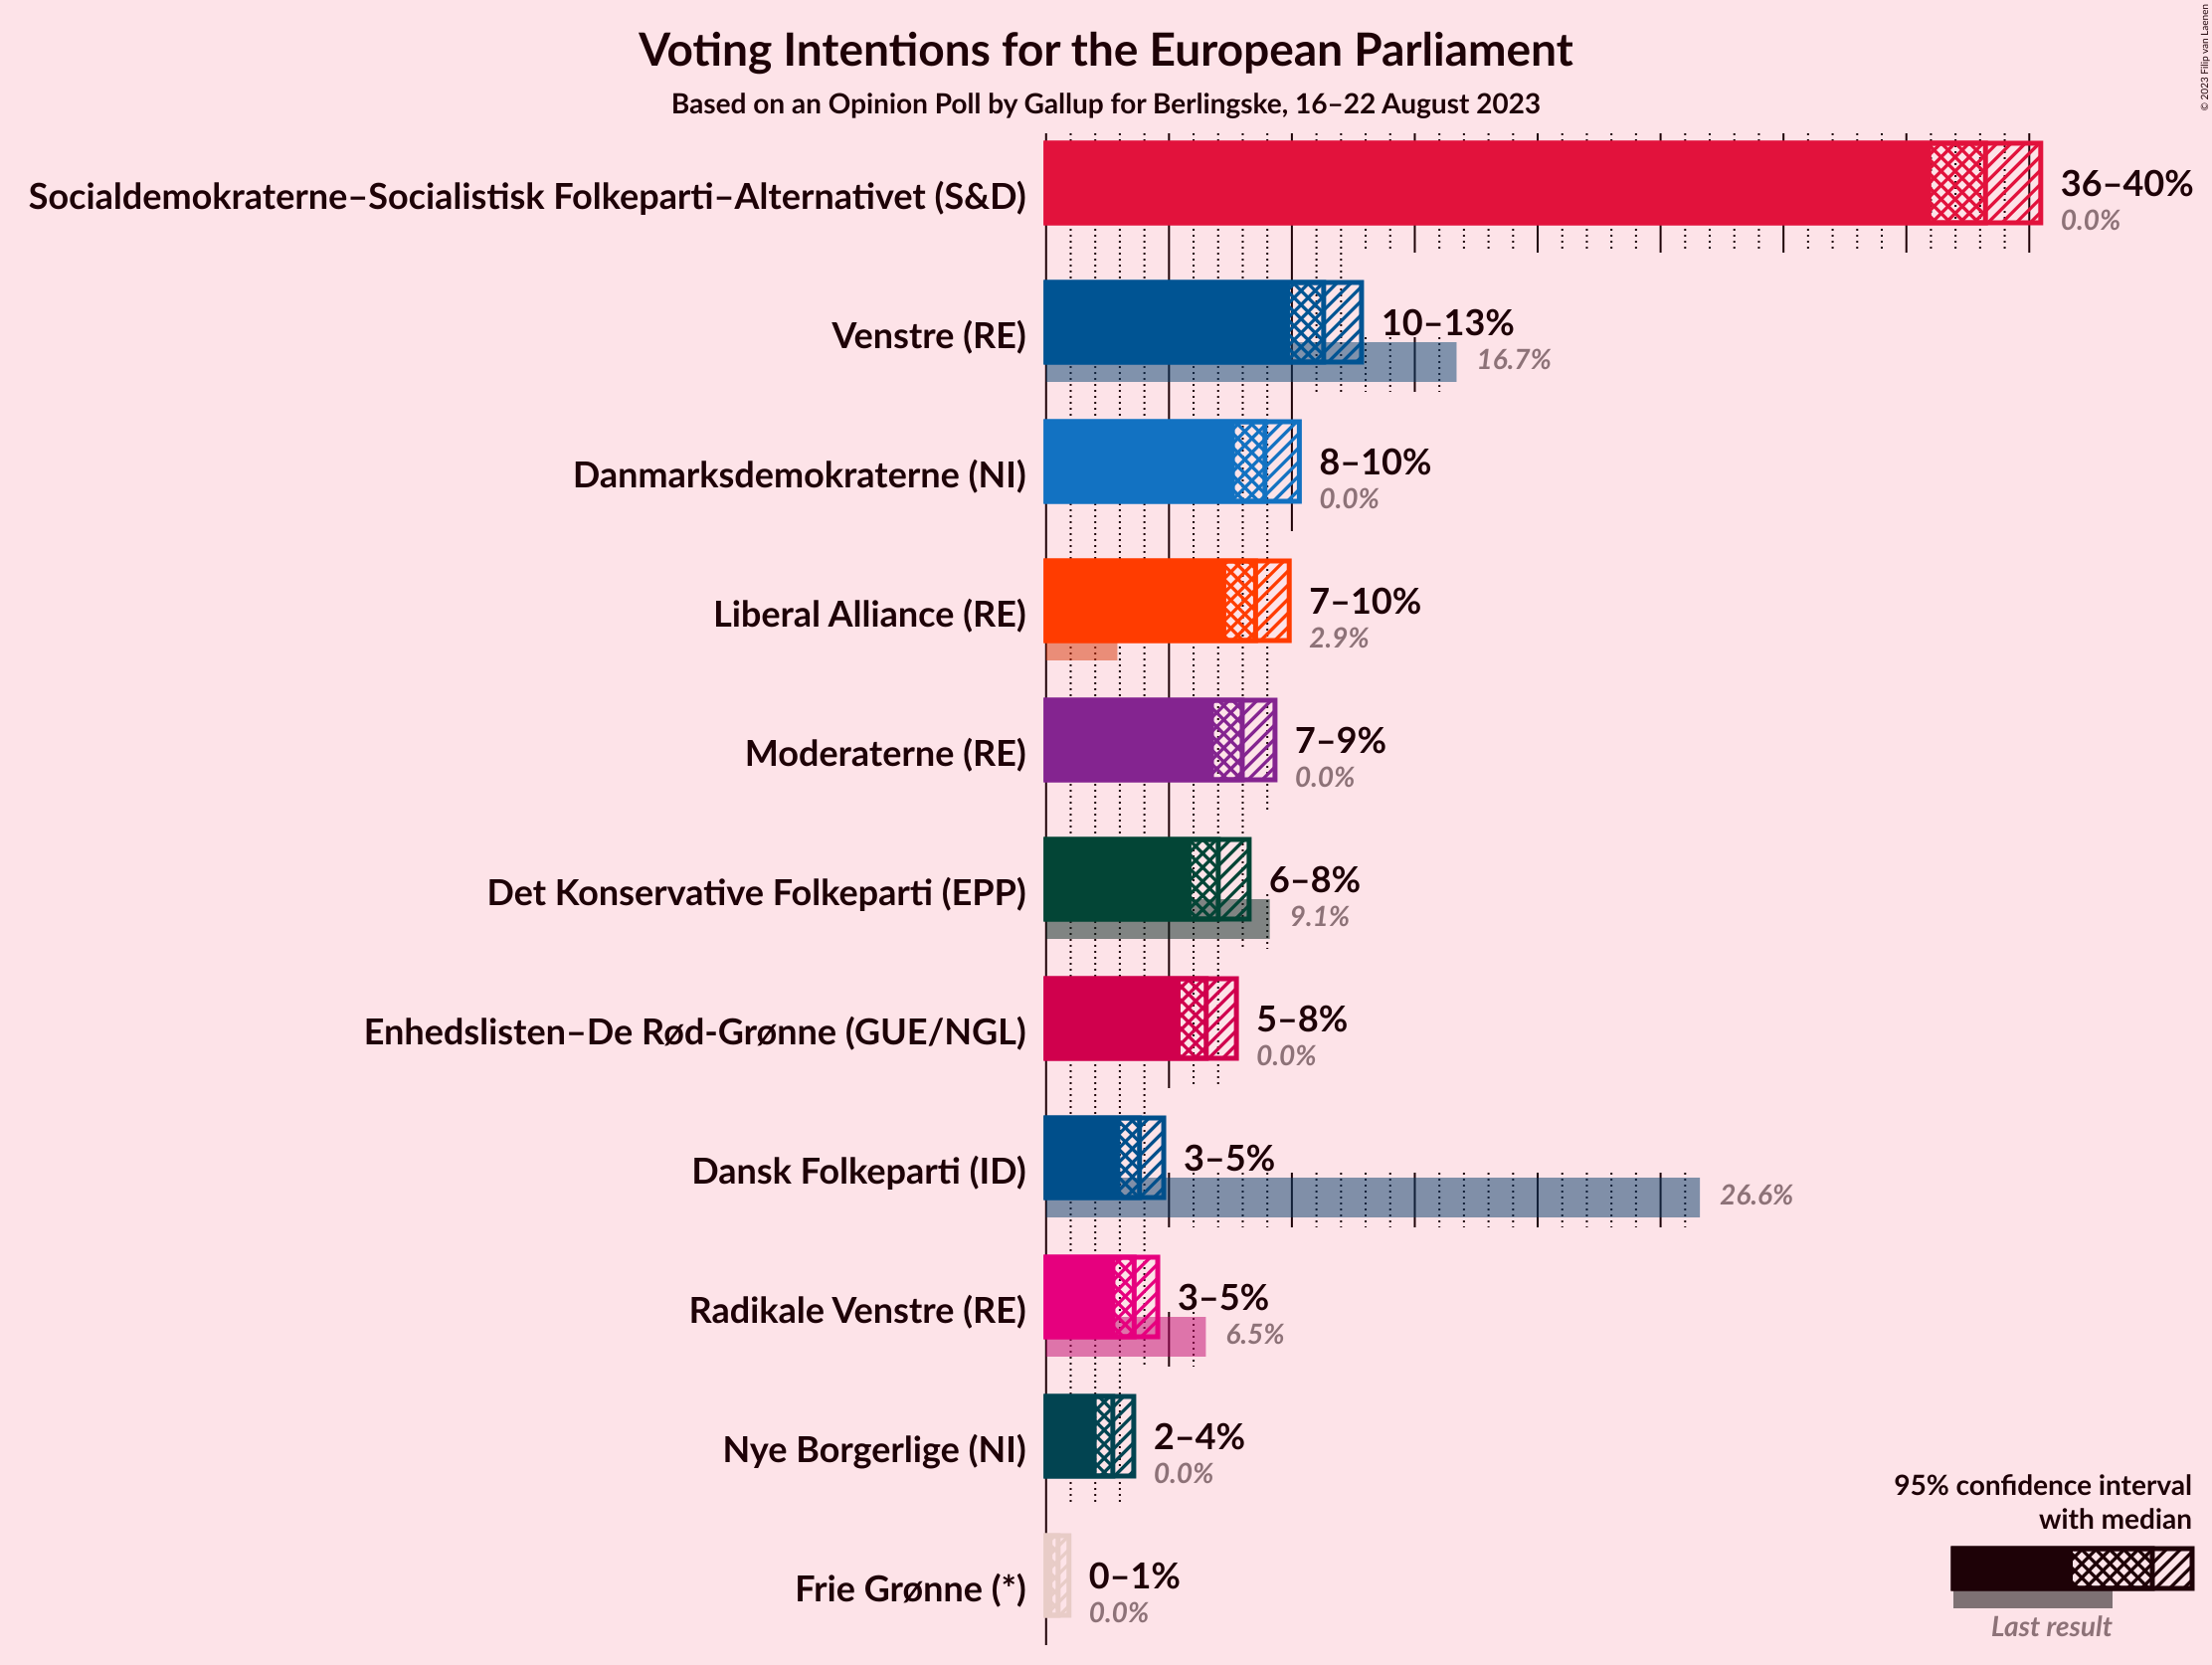 Voting Intentions for the European Parliament
Based on an Opinion Poll by Gallup for Berlingske, 16–22 August 2023
© 2023 Filip van Laenen
Socialdemokraterne–Socialistisk Folkeparti–Alternativet (S&D)
36–40%
0.0%
Venstre (RE)
10–13%
16.7%
Danmarksdemokraterne (NI)
8–10%
0.0%
Liberal Alliance (RE)
7–10%
2.9%
Moderaterne (RE)
7–9%
0.0%
Det Konservative Folkeparti (EPP)
6–8%
9.1%
Enhedslisten–De Rød-Grønne (GUE/NGL)
5–8%
0.0%
Dansk Folkeparti (ID)
3–5%
26.6%
Radikale Venstre (RE)
3–5%
6.5%
Nye Borgerlige (NI)
2–4%
0.0%
Frie Grønne (*)
0–1%
0.0%
95% confidence interval
with median
Last result